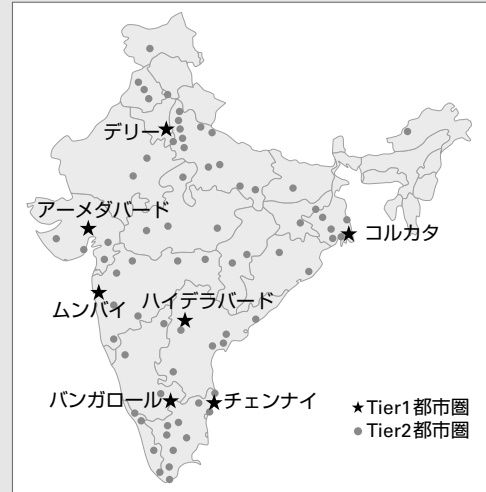 デリー
アーメダバード
コルカタ
ムンバイ
ハイデラバード
バンガロール
チェンナイ
★Tier1都市圏
●Tier2都市圏